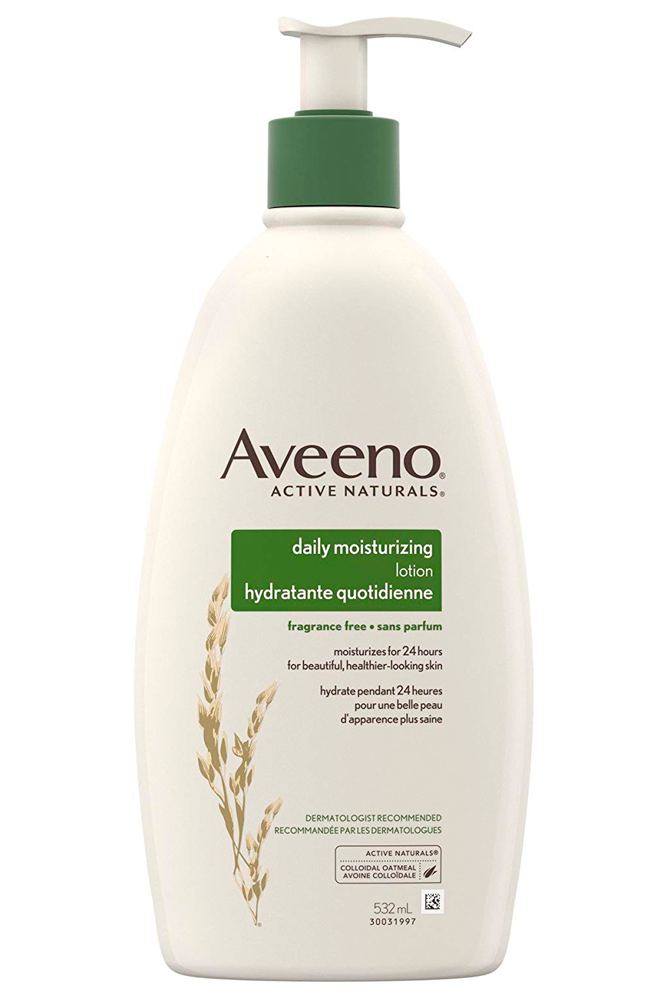 Aveeno®
ACTIVE NATURALS®
daily moisturizing
lotion
hydratante quotidienne
fragrance free • sans parfum
moisturizes for 24 hours
for beautiful, healthier-looking skin
hydrate pendant 24 heures
pour une belle peau
d'apparence plus saine
DERMATOLOGIST RECOMMENDED
RECOMMANDÉE PAR LES DERMATOLOGUES
ACTIVE NATURALS®
COLLOIDAL OATMEAL
AVOINE COLLOÏDALE
532 mL
30031997